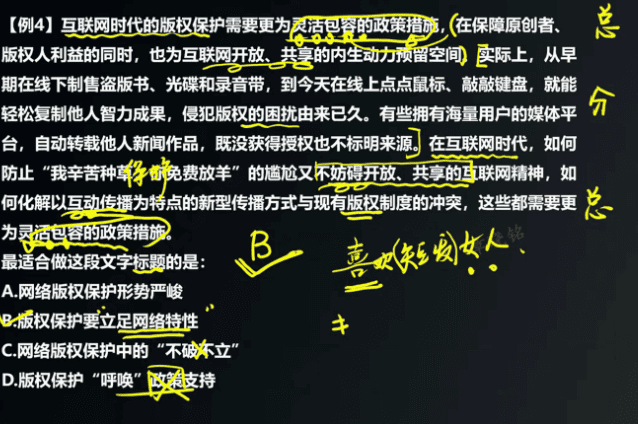 【例4】互联网时代的版权保护需要更为灵活包容的政策措施，在保障原创者、 总
版权人利益的同时，也为互联网开放、共享的内生动力预留空间。实际上，从早
期在线下制售盗版书、光碟和录音带，到今天在线上点点鼠标、敲敲键盘，就能
轻松复制他人智力成果，侵犯版权的困扰由来已久。有些拥有海量用户的媒体平 分
台，自动转载他人新闻作品，既没获得授权也不标明来源。在互联网时代，如何
保护
防止“我辛苦种草 免费放羊”的尴尬又不妨碍开放、共享的互联网精神，如
何化解以互动传播为特点的新型传播方式与现有版权制度的冲突，这些都需要更 总
为灵活包容的政策措施。
B 喜欢(短发)女人.
最适合做这段文字标题的是：
A.网络版权保护形势严峻
B.版权保护要立足网络特性
C.网络版权保护中的“不破不立”
D.版权保护“呼唤”政策支持